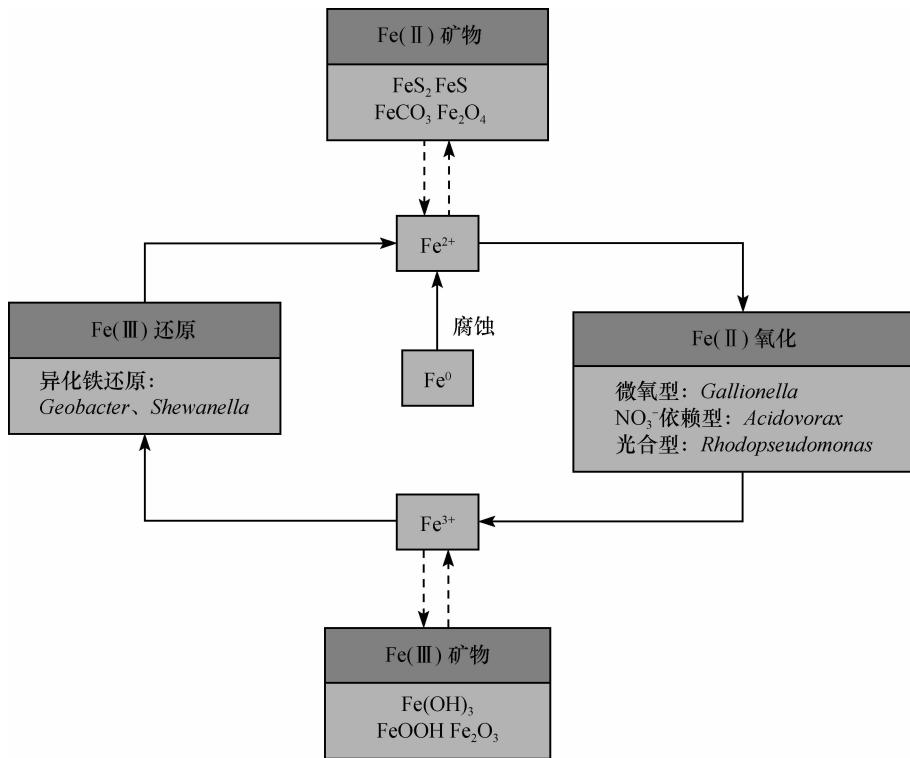 Fe(Ⅱ) 矿物
FeS₂ FeS
FeCO₃ Fe₂O₄
Fe²⁺
腐蚀
Fe⁰
Fe(Ⅲ) 还原
异化铁还原：
Geobacter、Shewanella
Fe(Ⅱ) 氧化
微氧型：Gallionella
NO₃⁻依赖型：Acidovorax
光合型：Rhodopseudomonas
Fe³⁺
Fe(Ⅲ) 矿物
Fe(OH)₃
FeOOH Fe₂O₃